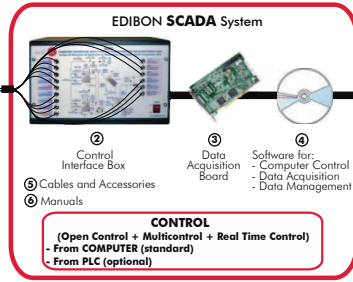 EDIBON SCADA System
②
Control
Interface Box
③
Data
Acquisition
Board
④
Software for:
- Computer Control
- Data Acquisition
- Data Management
⑤ Cables and Accessories
⑥ Manuals
CONTROL
(Open Control + Multicontrol + Real Time Control)
- From COMPUTER (standard)
- From PLC (optional)